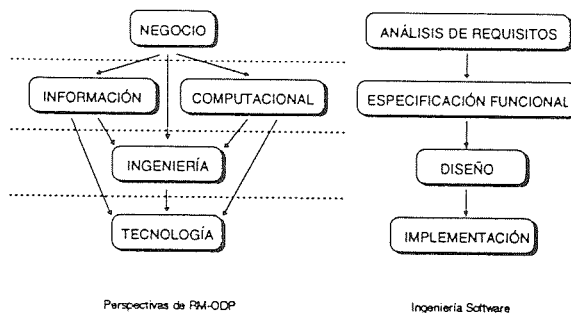 NEGOCIO
INFORMACIÓN
COMPUTACIONAL
INGENIERÍA
TECNOLOGÍA
Perspectivas de RM-ODP
ANÁLISIS DE REQUISITOS
ESPECIFICACIÓN FUNCIONAL
DISEÑO
IMPLEMENTACIÓN
Ingeniería Software